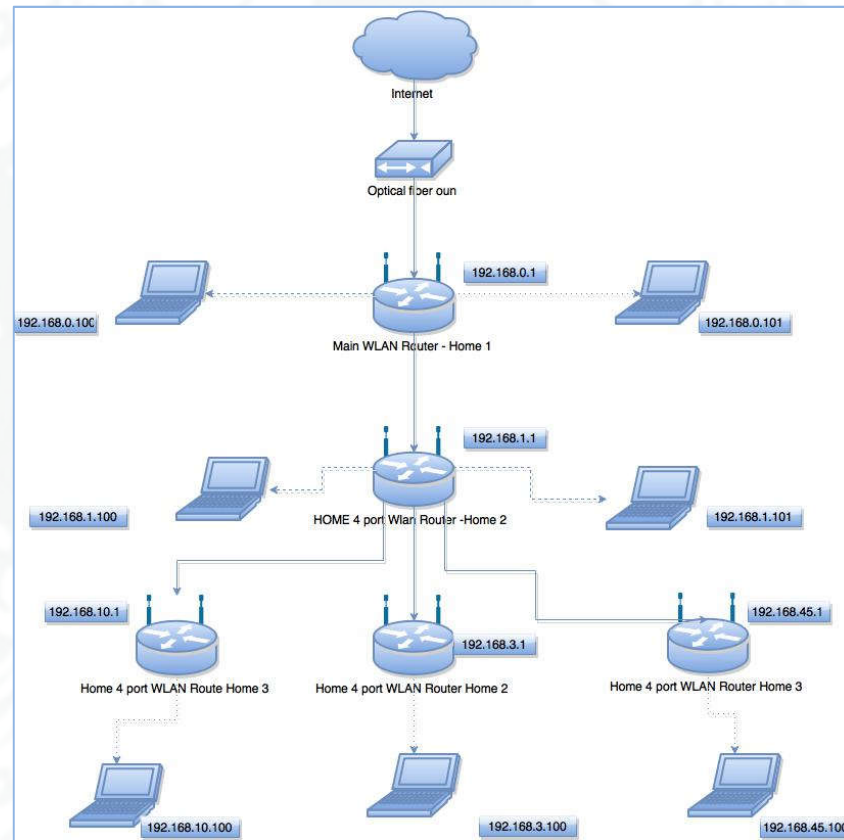 Internet
Optical fiber oun
192.168.0.1
192.168.0.100
192.168.0.101
Main WLAN Router - Home 1
192.168.1.1
192.168.1.100
HOME 4 port Wlan Router -Home 2
192.168.1.101
192.168.10.1
192.168.3.1
192.168.45.1
Home 4 port WLAN Route Home 3
Home 4 port WLAN Router Home 2
Home 4 port WLAN Router Home 3
192.168.10.100
192.168.3.100
192.168.45.100